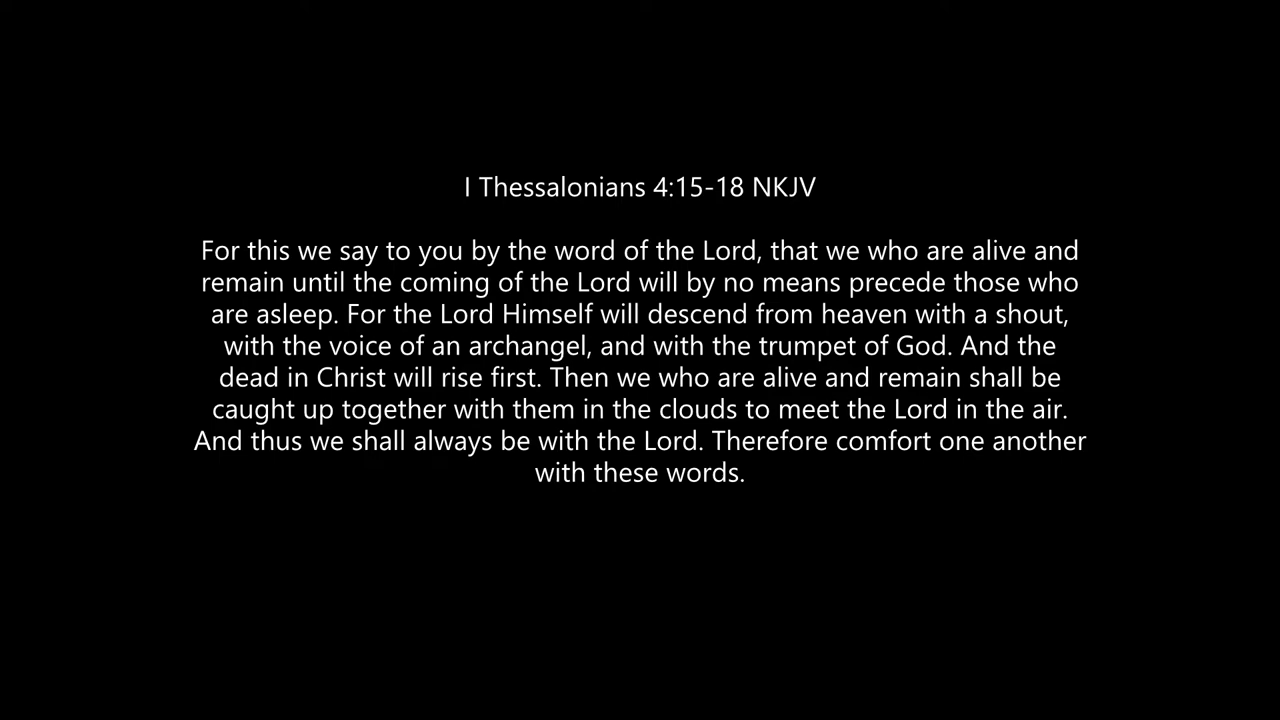 I Thessalonians 4:15-18 NKJV
For this we say to you by the word of the Lord, that we who are alive and
remain until the coming of the Lord will by no means precede those who
are asleep. For the Lord Himself will descend from heaven with a shout,
with the voice of an archangel, and with the trumpet of God. And the
dead in Christ will rise first. Then we who are alive and remain shall be
caught up together with them in the clouds to meet the Lord in the air.
And thus we shall always be with the Lord. Therefore comfort one another
with these words.